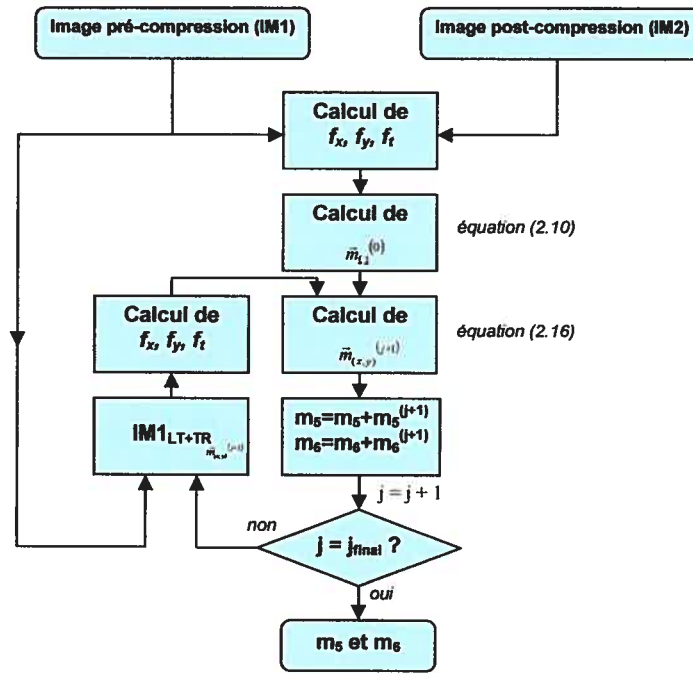 Image pré-compression (IM1)
Image post-compression (IM2)
Calcul de
fx, fy, ft
Calcul de
équation (2.10)
Calcul de
fx, fy, ft
Calcul de
m⃗(x,y)^(j+1)
équation (2.16)
IM1LT+TR
m5=m5+m5^(j+1)
m6=m6+m6^(j+1)
j = j + 1
non
j = jfinal ?
oui
m5 et m6